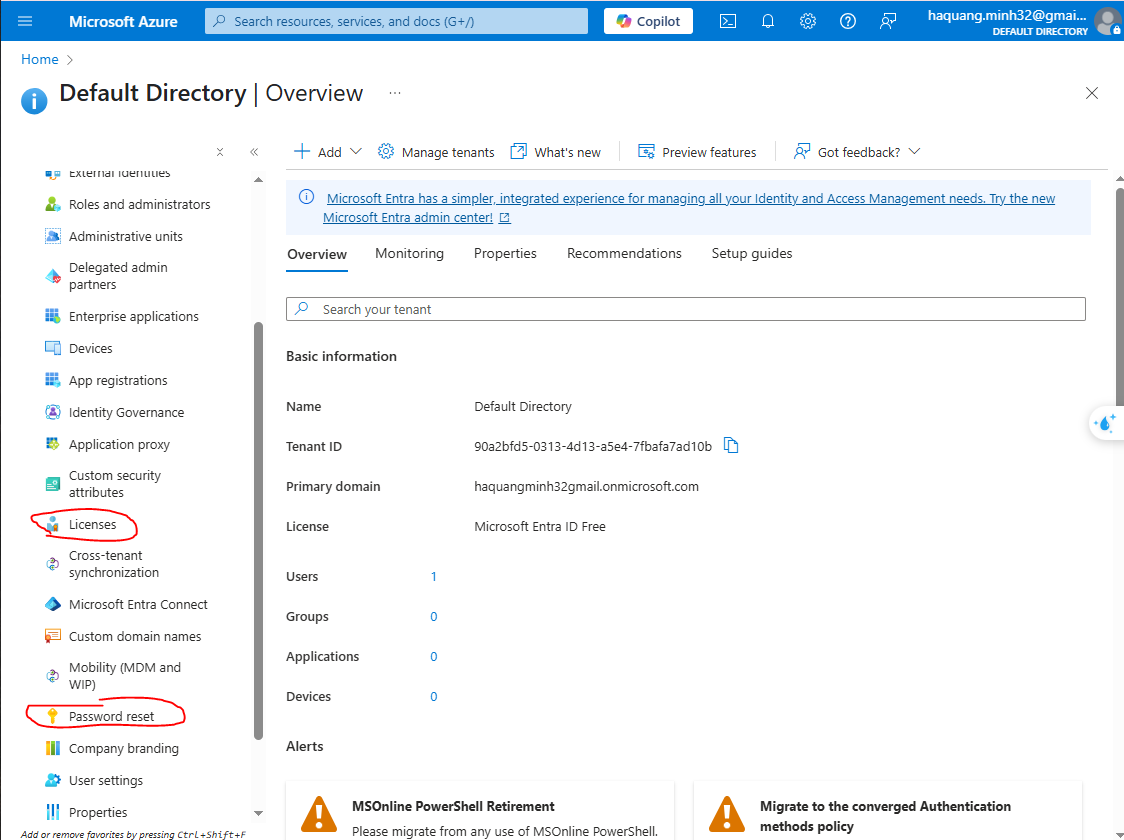 Microsoft Azure
Search resources, services, and docs (G+/)
Copilot
haquang.minh32@gmai...
DEFAULT DIRECTORY
Home
Default Directory | Overview
...
Add
Manage tenants
What's new
Preview features
Got feedback?
External Identities
Roles and administrators
Administrative units
Delegated admin
partners
Enterprise applications
Devices
App registrations
Identity Governance
Application proxy
Custom security
attributes
Licenses
Cross-tenant
synchronization
Microsoft Entra Connect
Custom domain names
Mobility (MDM and
WIP)
Password reset
Company branding
User settings
Properties
Add or remove favorites by pressing Ctrl+Shift+F
Microsoft Entra has a simpler, integrated experience for managing all your Identity and Access Management needs. Try the new
Microsoft Entra admin center!
Overview
Monitoring
Properties
Recommendations
Setup guides
Search your tenant
Basic information
Name Default Directory
Tenant ID 90a2bfd5-0313-4d13-a5e4-7fbafa7ad10b
Primary domain haquangminh32gmail.onmicrosoft.com
License Microsoft Entra ID Free
Users 1
Groups 0
Applications 0
Devices 0
Alerts
MSOnline PowerShell Retirement
Please migrate from any use of MSOnline PowerShell.
Migrate to the converged Authentication
methods policy